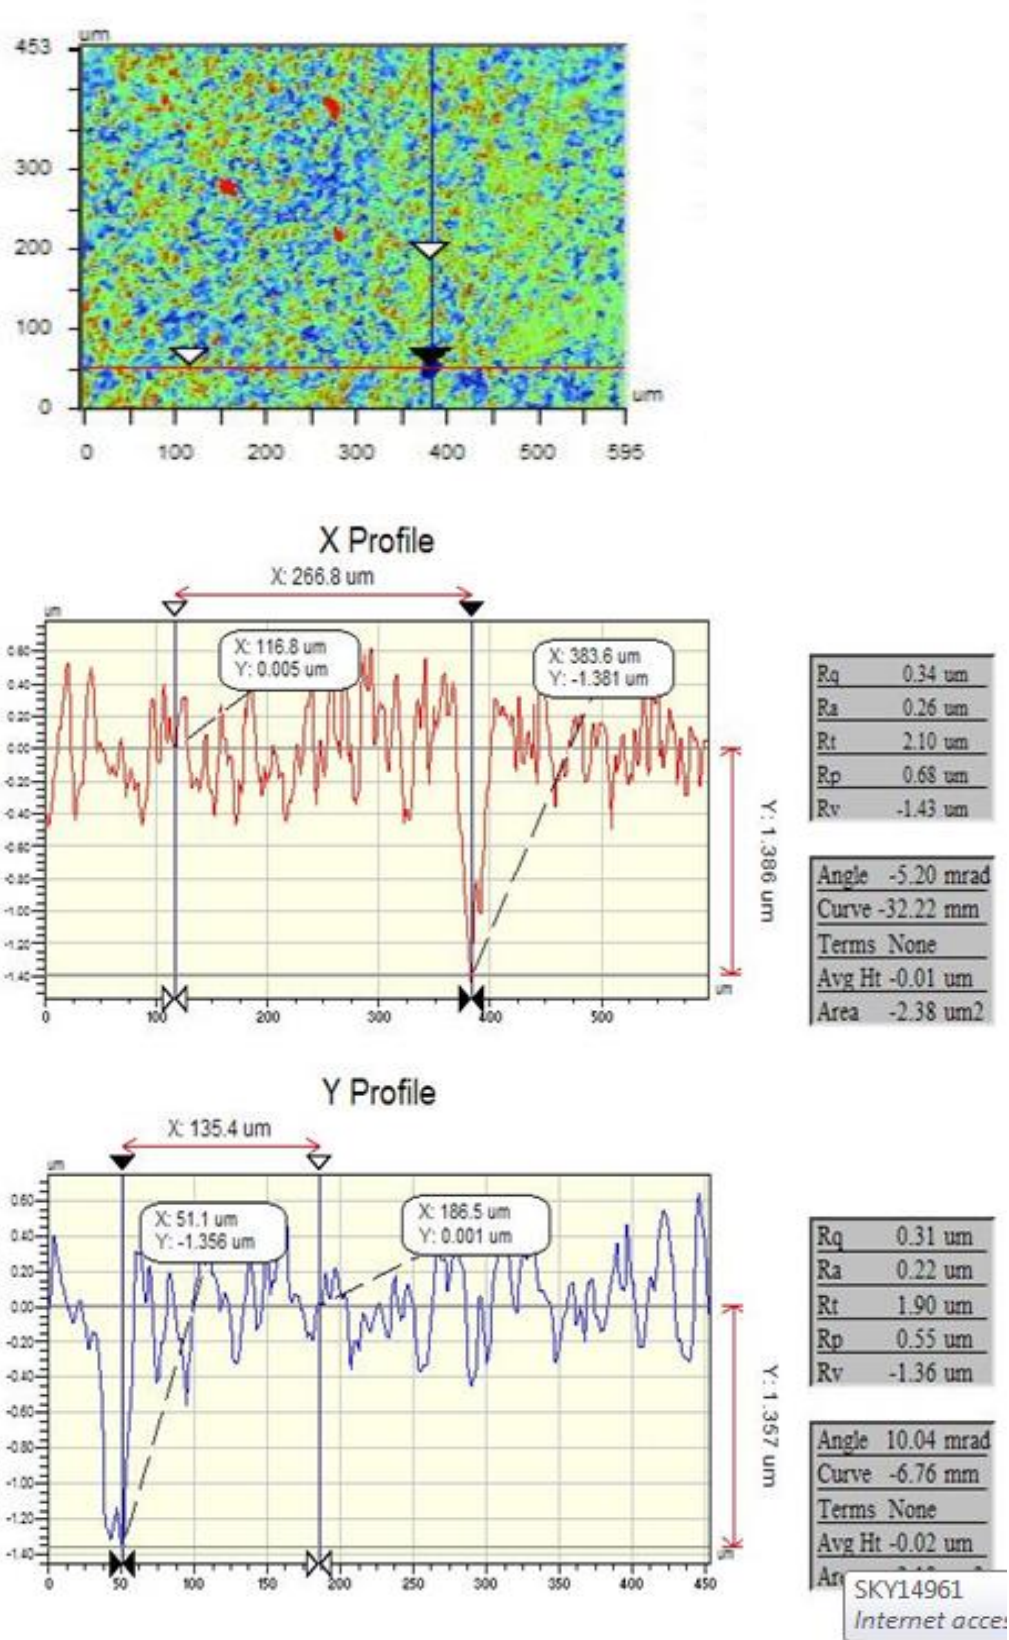 um
453
300
200
100
0
um
0 100 200 300 400 500 595
X Profile
X: 266.8 um
um
X: 116.8 um
Y: 0.005 um
X: 383.6 um
Y: -1.381 um
0.60
0.40
0.20
0.00
-0.20
-0.40
-0.60
-0.80
-1.00
-1.20
-1.40
Y: 1.386 um
um
100 200 300 400 500
Rq 0.34 um
Ra 0.26 um
Rt 2.10 um
Rp 0.68 um
Rv -1.43 um
Angle -5.20 mrad
Curve -32.22 mm
Terms None
Avg Ht -0.01 um
Area -2.38 um2
Y Profile
X: 135.4 um
um
X: 51.1 um
Y: -1.356 um
X: 186.5 um
Y: 0.001 um
0.60
0.40
0.20
0.00
-0.20
-0.40
-0.60
-0.80
-1.00
-1.20
-1.40
Y: 1.357 um
um
0 50 100 150 200 250 300 350 400 450
Rq 0.31 um
Ra 0.22 um
Rt 1.90 um
Rp 0.55 um
Rv -1.36 um
Angle 10.04 mrad
Curve -6.76 mm
Terms None
Avg Ht -0.02 um
SKY14961